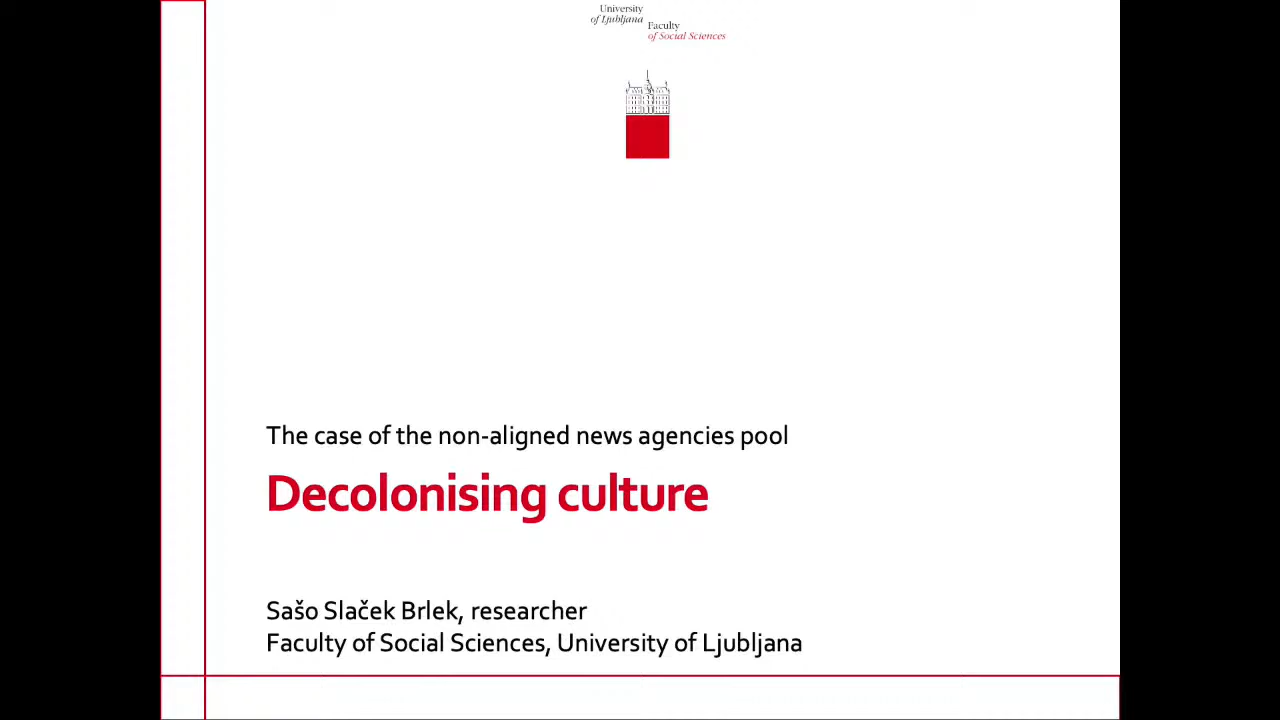 University
of Ljubljana
Faculty
of Social Sciences
The case of the non-aligned news agencies pool
Decolonising culture
Sašo Slaček Brlek, researcher
Faculty of Social Sciences, University of Ljubljana